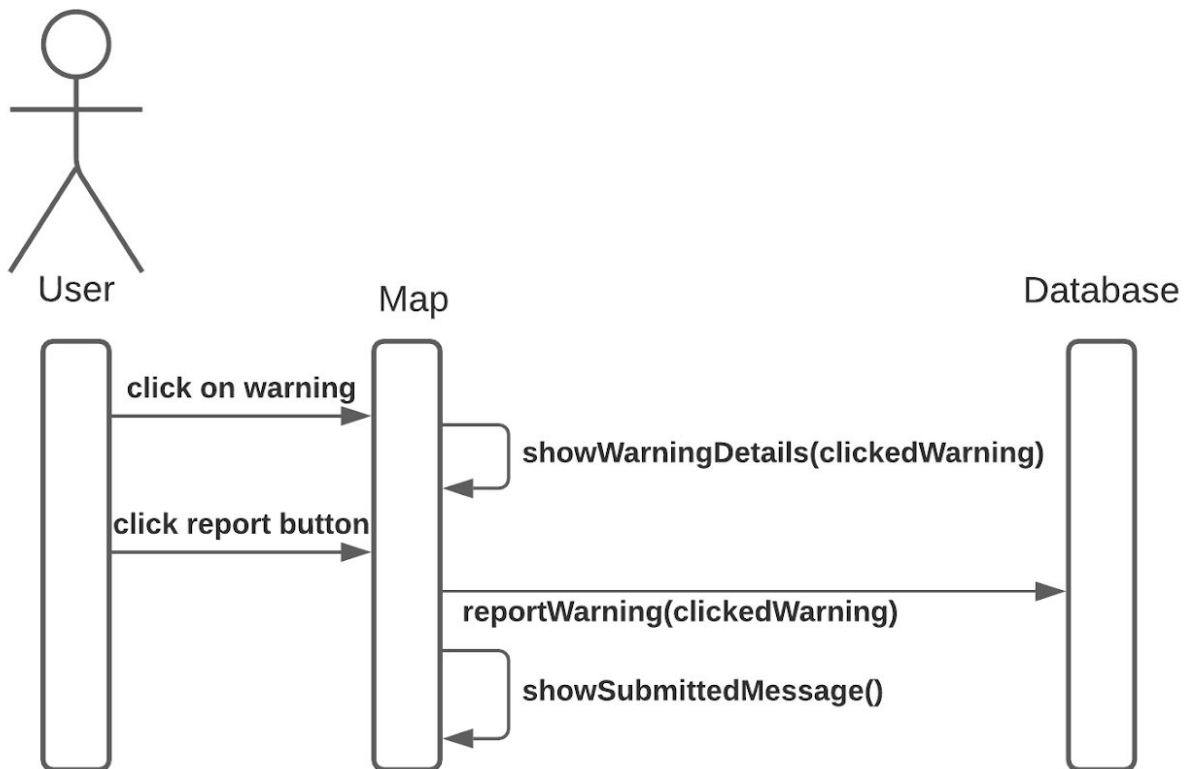 User
Map
Database
click on warning
showWarningDetails(clickedWarning)
click report button
reportWarning(clickedWarning)
showSubmittedMessage()